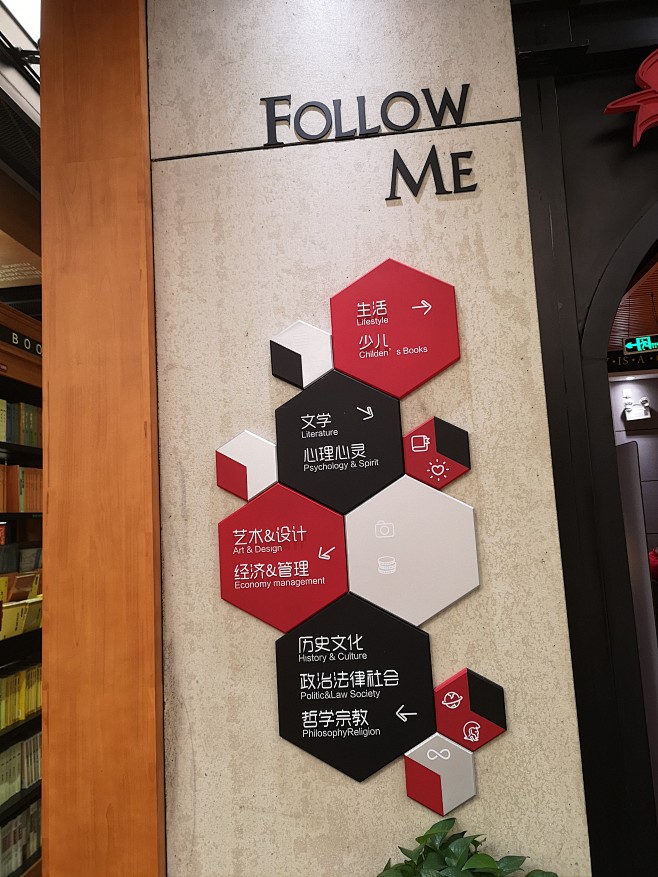 FOLLOW
ME
生活
Lifestyle
少儿
Childen's Books
文学
Literature
心理心灵
Psychology & Spirit
艺术&设计
Art & Design
经济&管理
Economy management
历史文化
History & Culture
政治法律社会
Politic&Law Society
哲学宗教
PhilosophyReligion
BOO
IS A